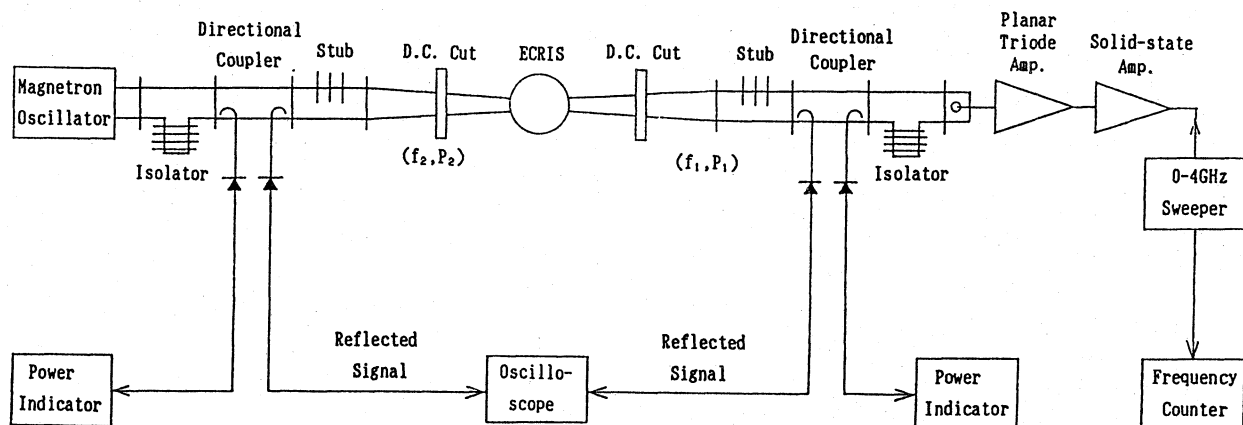 Directional
Coupler
Stub
D.C. Cut
ECRIS
D.C. Cut
Stub
Directional
Coupler
Planar
Triode
Amp.
Solid-state
Amp.
Magnetron
Oscillator
Isolator
(f₂,P₂)
(f₁,P₁)
Isolator
0-4GHz
Sweeper
Reflected
Signal
Reflected
Signal
Power
Indicator
Oscillo-
scope
Power
Indicator
Frequency
Counter